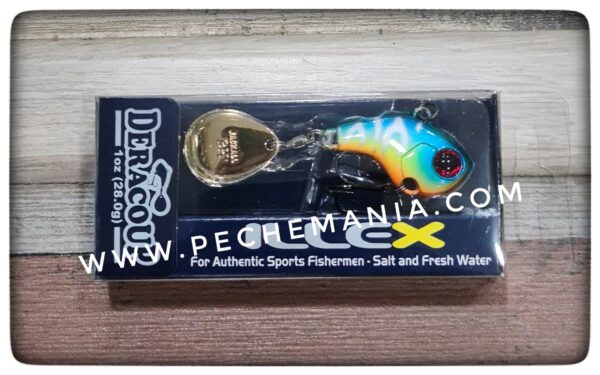 DERACOUP
1oz (28.0g)
WWW.PECHEMANIA.COM
ILLEX
For Authentic Sports Fishermen - Salt and Fresh Water